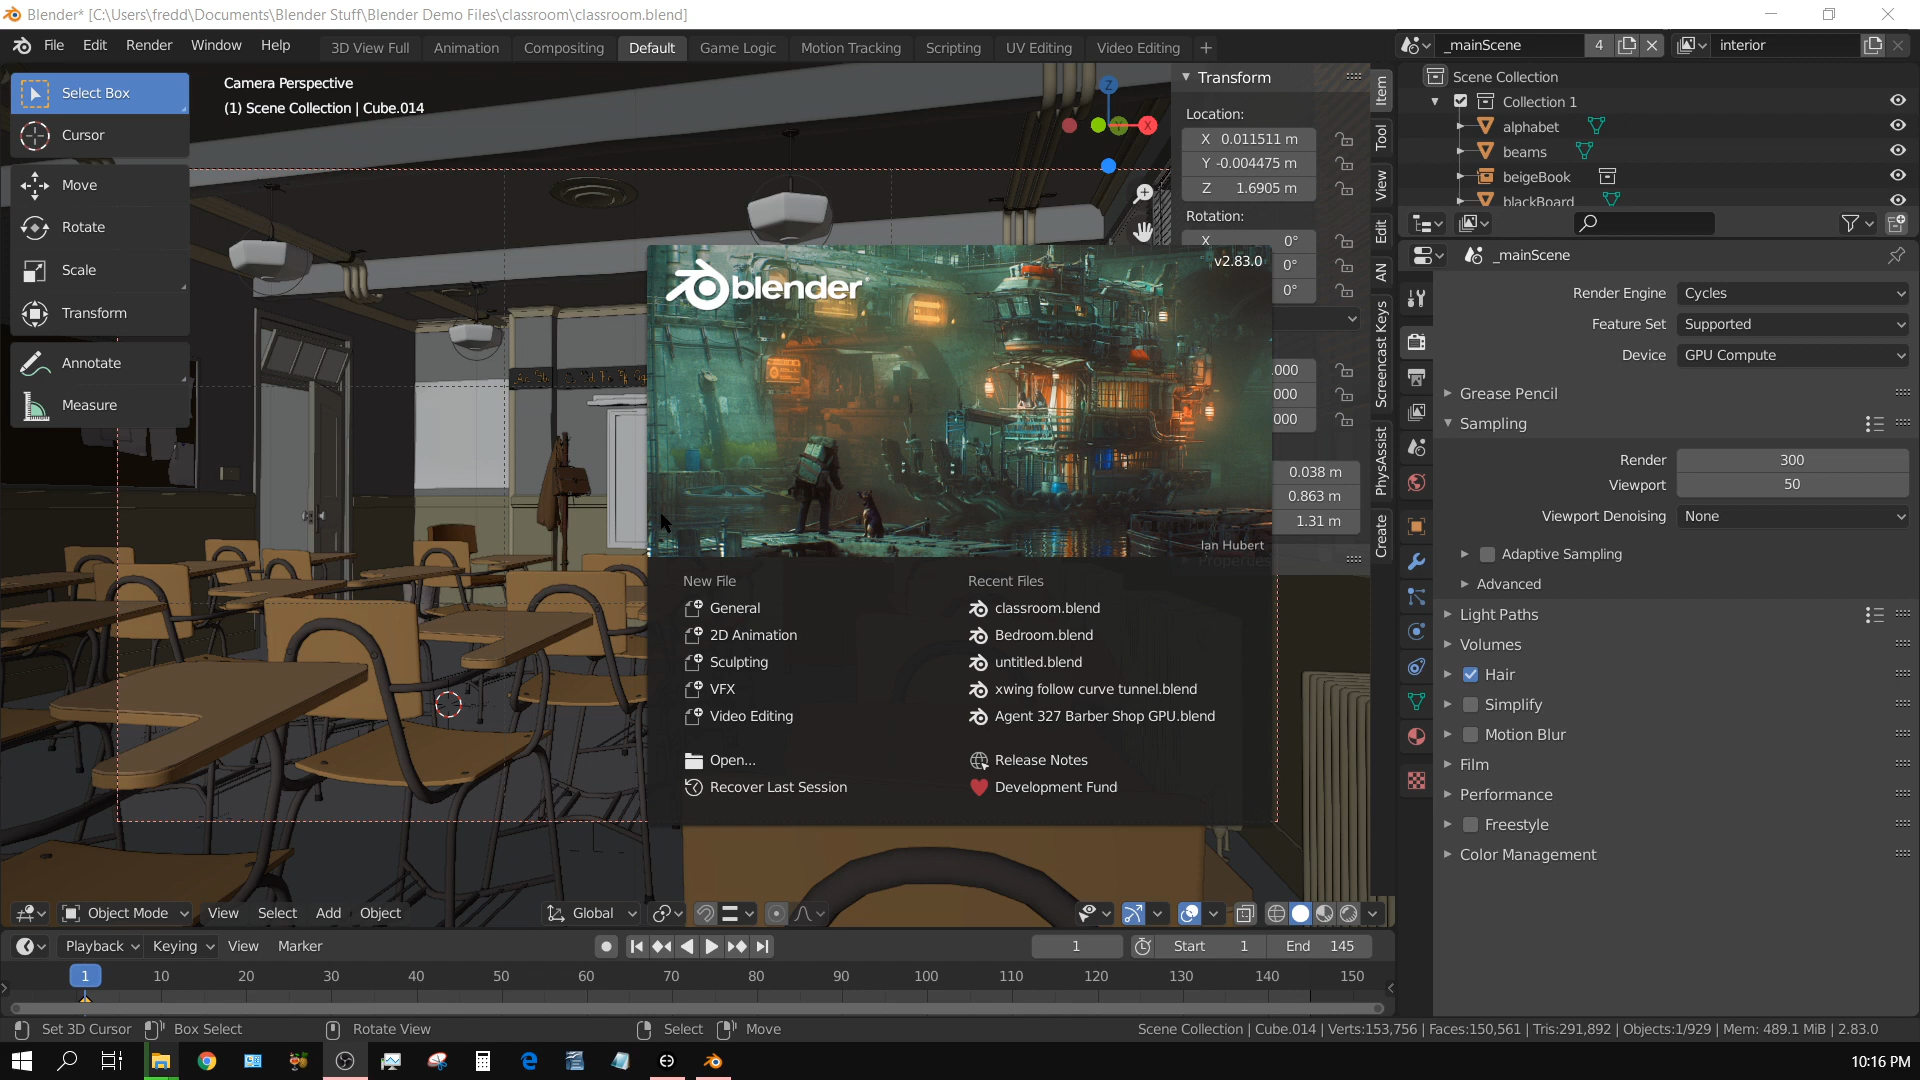 Blender* [C:\Users\fredd\Documents\Blender Stuff\Blender Demo Files\classroom\classroom.blend]
File Edit Render Window Help 3D View Full Animation Compositing Default Game Logic Motion Tracking Scripting UV Editing Video Editing +
_mainScene 4 interior
Select Box
Cursor
Move
Rotate
Scale
Transform
Annotate
Measure
Camera Perspective
(1) Scene Collection | Cube.014
Z
X
Y
Transform
Location:
X 0.011511 m
Y -0.004475 m
Z 1.6905 m
Rotation:
X 0°
0°
0°
.000
000
000
0.038 m
0.863 m
1.31 m
Properties
Item
Tool
View
Edit
AN
Screencast Keys
PhysAssist
Create
blender
v2.83.0
Ian Hubert
New File
General
2D Animation
Sculpting
VFX
Video Editing
Open...
Recover Last Session
Recent Files
classroom.blend
Bedroom.blend
untitled.blend
xwing follow curve tunnel.blend
Agent 327 Barber Shop GPU.blend
Release Notes
Development Fund
Scene Collection
Collection 1
alphabet
beams
beigeBook
blackBoard
_mainScene
Render Engine Cycles
Feature Set Supported
Device GPU Compute
Grease Pencil
Sampling
Render 300
Viewport 50
Viewport Denoising None
Adaptive Sampling
Advanced
Light Paths
Volumes
Hair
Simplify
Motion Blur
Film
Performance
Freestyle
Color Management
Object Mode View Select Add Object Global
Playback Keying View Marker 1 Start 1 End 145
1 10 20 30 40 50 60 70 80 90 100 110 120 130 140 150
Set 3D Cursor Box Select Rotate View Select Move Scene Collection | Cube.014 | Verts:153,756 | Faces:150,561 | Tris:291,892 | Objects:1/929 | Mem: 489.1 MiB | 2.83.0
10:16 PM